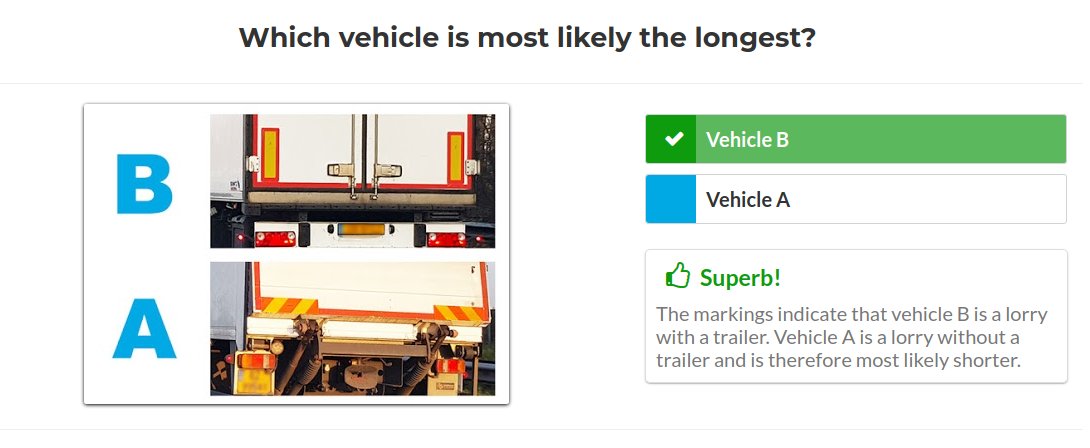 Which vehicle is most likely the longest?
B
A
Vehicle B
Vehicle A
Superb!
The markings indicate that vehicle B is a lorry
with a trailer. Vehicle A is a lorry without a
trailer and is therefore most likely shorter.